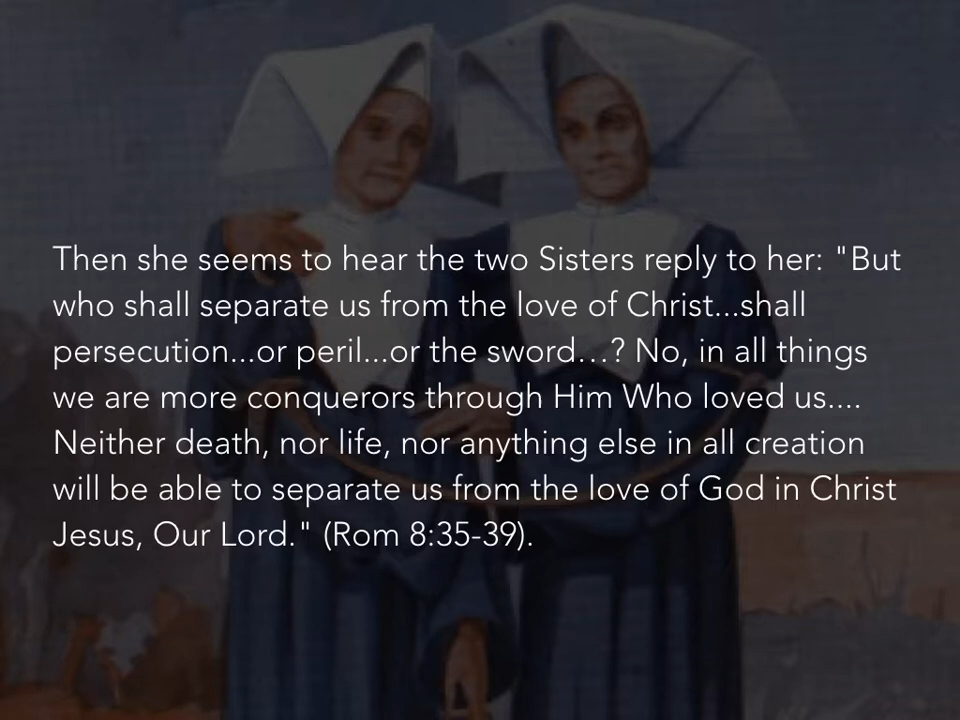 Then she seems to hear the two Sisters reply to her: "But
who shall separate us from the love of Christ...shall
persecution...or peril...or the sword…? No, in all things
we are more conquerors through Him Who loved us....
Neither death, nor life, nor anything else in all creation
will be able to separate us from the love of God in Christ
Jesus, Our Lord." (Rom 8:35-39).